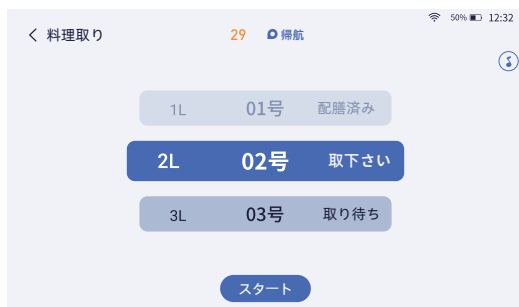 50% 12:32
料理取り 29 帰航
1L 01号 配膳済み
2L 02号 取下さい
3L 03号 取り待ち
スタート